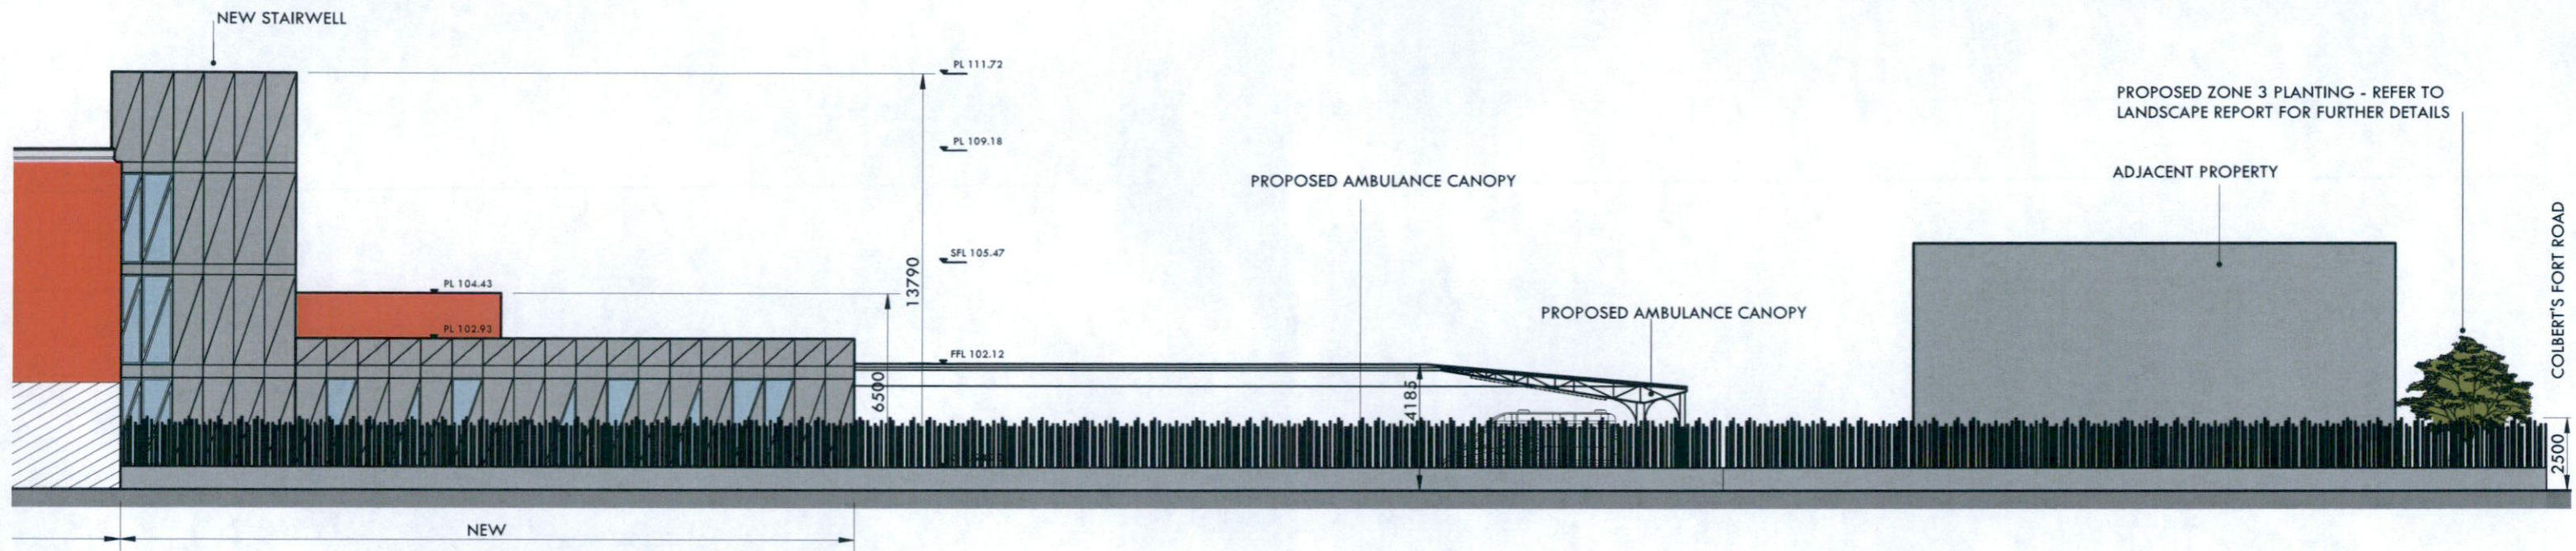 NEW STAIRWELL
PL 111.72
PROPOSED ZONE 3 PLANTING - REFER TO
LANDSCAPE REPORT FOR FURTHER DETAILS
PL 109.18
ADJACENT PROPERTY
PROPOSED AMBULANCE CANOPY
COLBERT'S FORT ROAD
SFL 105.47
13790
PL 104.43
PROPOSED AMBULANCE CANOPY
PL 102.93
FFL 102.12
6500
4185
2500
NEW